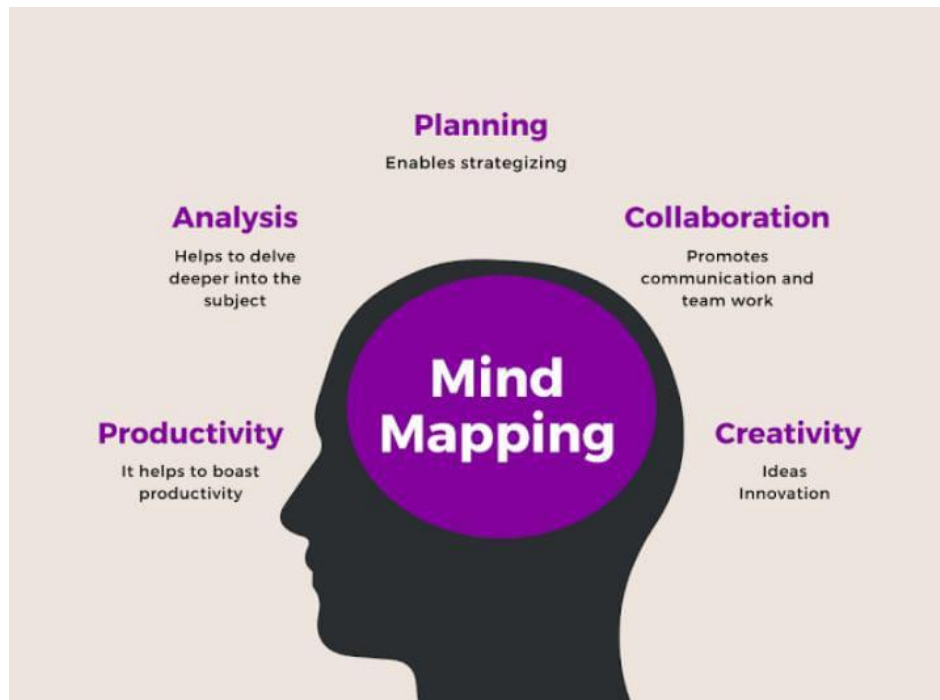 Planning
Enables strategizing
Analysis
Helps to delve
deeper into the
subject
Collaboration
Promotes
communication and
team work
Mind
Mapping
Productivity
It helps to boast
productivity
Creativity
Ideas
Innovation